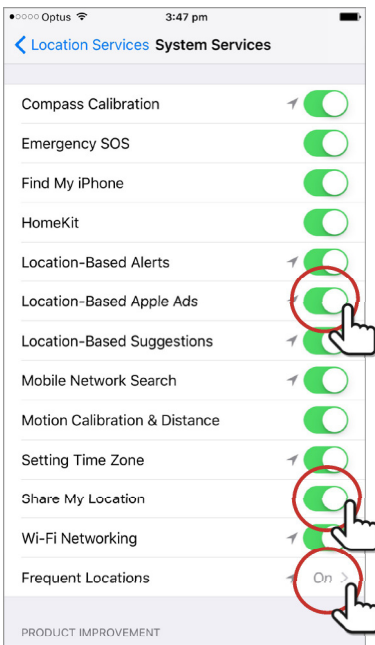 Optus 3:47 pm
Location Services System Services
Compass Calibration
Emergency SOS
Find My iPhone
HomeKit
Location-Based Alerts
Location-Based Apple Ads
Location-Based Suggestions
Mobile Network Search
Motion Calibration & Distance
Setting Time Zone
Share My Location
Wi-Fi Networking
Frequent Locations On
PRODUCT IMPROVEMENT